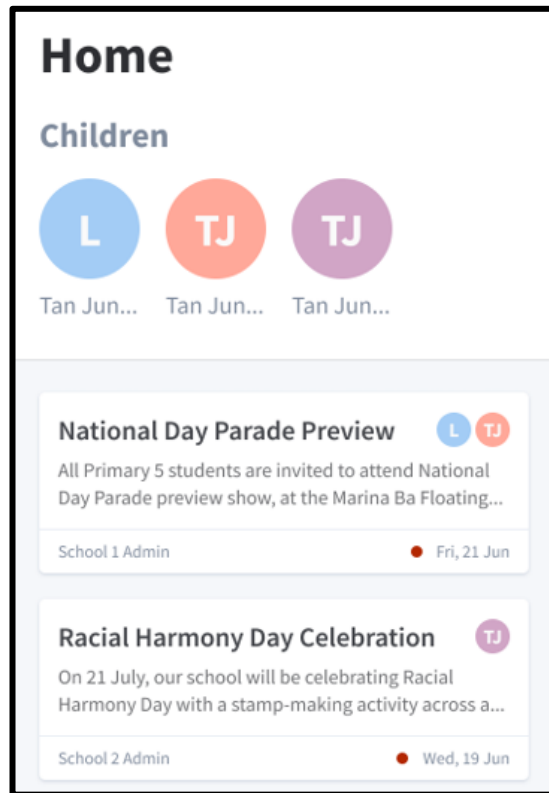 Home
Children
L TJ TJ
Tan Jun... Tan Jun... Tan Jun...
National Day Parade Preview L TJ
All Primary 5 students are invited to attend National
Day Parade preview show, at the Marina Ba Floating...
School 1 Admin Fri, 21 Jun
Racial Harmony Day Celebration TJ
On 21 July, our school will be celebrating Racial
Harmony Day with a stamp-making activity across a...
School 2 Admin Wed, 19 Jun